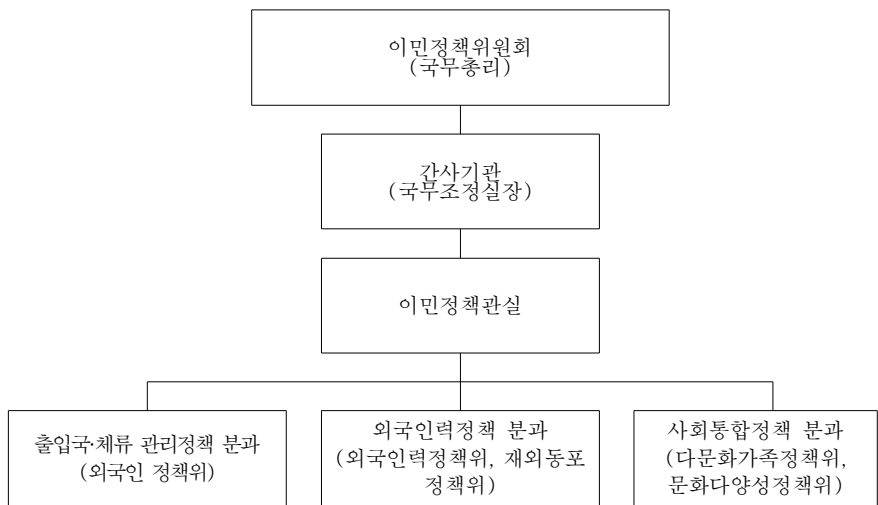 이민정책위원회
(국무총리)
간사기관
(국무조정실장)
이민정책관실
출입국·체류 관리정책 분과
(외국인 정책위)
외국인력정책 분과
(외국인력정책위, 재외동포
정책위)
사회통합정책 분과
(다문화가족정책위,
문화다양성정책위)